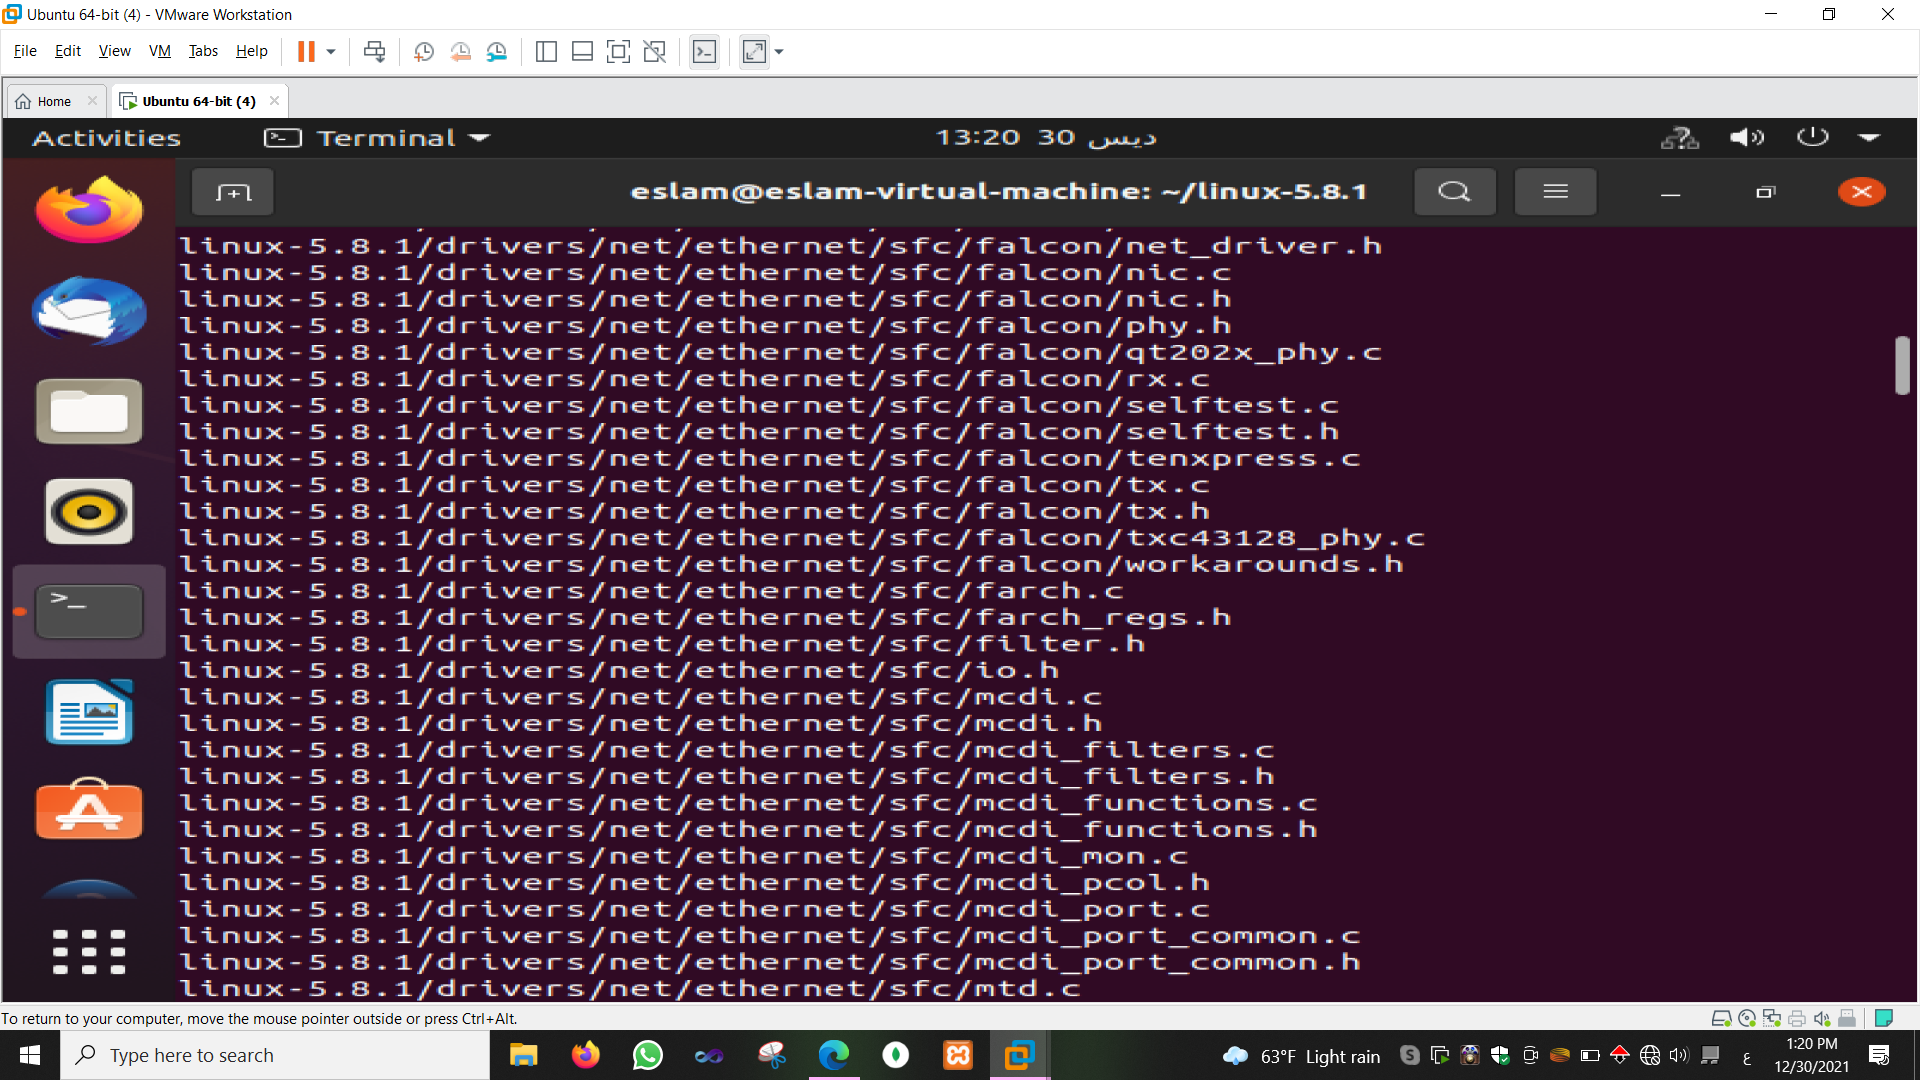 Ubuntu 64-bit (4) - VMware Workstation
File Edit View VM Tabs Help
Home
Ubuntu 64-bit (4)
Activities
Terminal
13:20 30 ديس
eslam@eslam-virtual-machine: ~/linux-5.8.1
linux-5.8.1/drivers/net/ethernet/sfc/falcon/net_driver.h
linux-5.8.1/drivers/net/ethernet/sfc/falcon/nic.c
linux-5.8.1/drivers/net/ethernet/sfc/falcon/nic.h
linux-5.8.1/drivers/net/ethernet/sfc/falcon/phy.h
linux-5.8.1/drivers/net/ethernet/sfc/falcon/qt202x_phy.c
linux-5.8.1/drivers/net/ethernet/sfc/falcon/rx.c
linux-5.8.1/drivers/net/ethernet/sfc/falcon/selftest.c
linux-5.8.1/drivers/net/ethernet/sfc/falcon/selftest.h
linux-5.8.1/drivers/net/ethernet/sfc/falcon/tenxpress.c
linux-5.8.1/drivers/net/ethernet/sfc/falcon/tx.c
linux-5.8.1/drivers/net/ethernet/sfc/falcon/tx.h
linux-5.8.1/drivers/net/ethernet/sfc/falcon/txc43128_phy.c
linux-5.8.1/drivers/net/ethernet/sfc/falcon/workarounds.h
linux-5.8.1/drivers/net/ethernet/sfc/farch.c
linux-5.8.1/drivers/net/ethernet/sfc/farch_regs.h
linux-5.8.1/drivers/net/ethernet/sfc/filter.h
linux-5.8.1/drivers/net/ethernet/sfc/io.h
linux-5.8.1/drivers/net/ethernet/sfc/mcdi.c
linux-5.8.1/drivers/net/ethernet/sfc/mcdi.h
linux-5.8.1/drivers/net/ethernet/sfc/mcdi_filters.c
linux-5.8.1/drivers/net/ethernet/sfc/mcdi_filters.h
linux-5.8.1/drivers/net/ethernet/sfc/mcdi_functions.c
linux-5.8.1/drivers/net/ethernet/sfc/mcdi_functions.h
linux-5.8.1/drivers/net/ethernet/sfc/mcdi_mon.c
linux-5.8.1/drivers/net/ethernet/sfc/mcdi_pcol.h
linux-5.8.1/drivers/net/ethernet/sfc/mcdi_port.c
linux-5.8.1/drivers/net/ethernet/sfc/mcdi_port_common.c
linux-5.8.1/drivers/net/ethernet/sfc/mcdi_port_common.h
linux-5.8.1/drivers/net/ethernet/sfc/mtd.c
To return to your computer, move the mouse pointer outside or press Ctrl+Alt.
Type here to search
63°F Light rain
ع
1:20 PM
12/30/2021